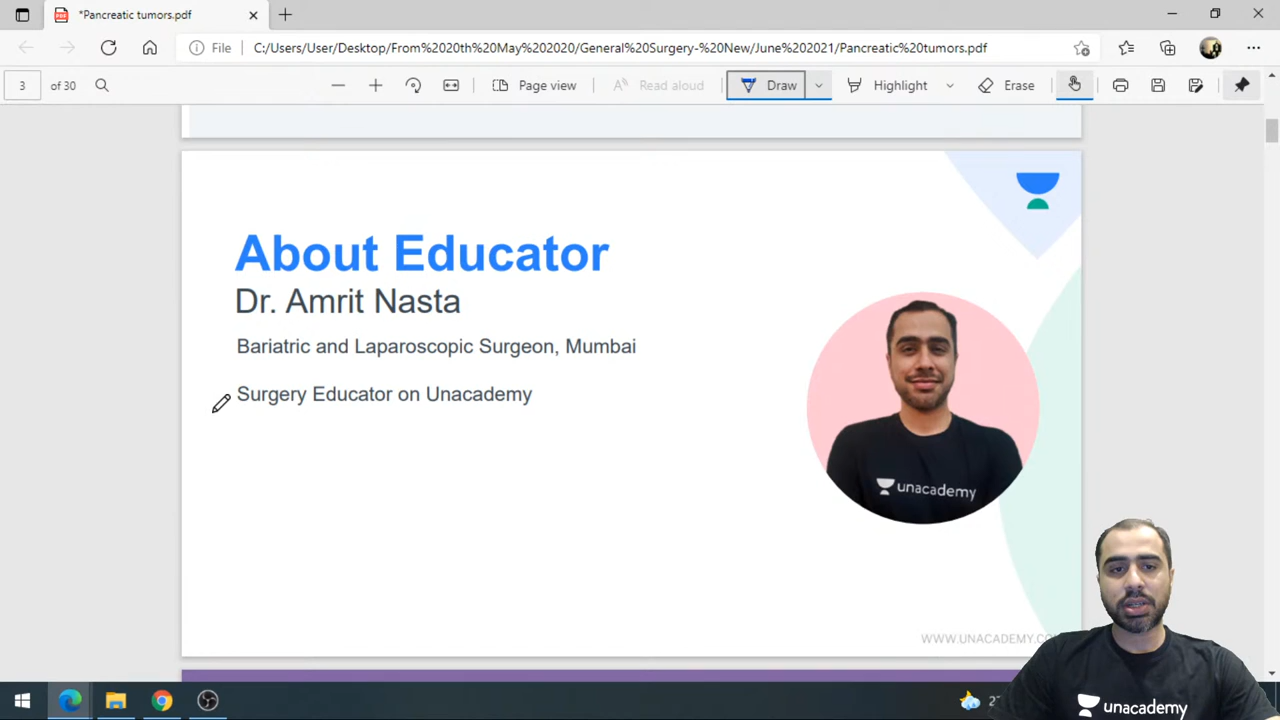 *Pancreatic tumors.pdf
File
C:/Users/User/Desktop/From%2020th%20May%202020/General%20Surgery-%20New/June%202021/Pancreatic%20tumors.pdf
3 of 30
Page view
Read aloud
Draw
Highlight
Erase
About Educator
Dr. Amrit Nasta
Bariatric and Laparoscopic Surgeon, Mumbai
Surgery Educator on Unacademy
unacademy
WWW.UNACADEMY.CO
unacademy